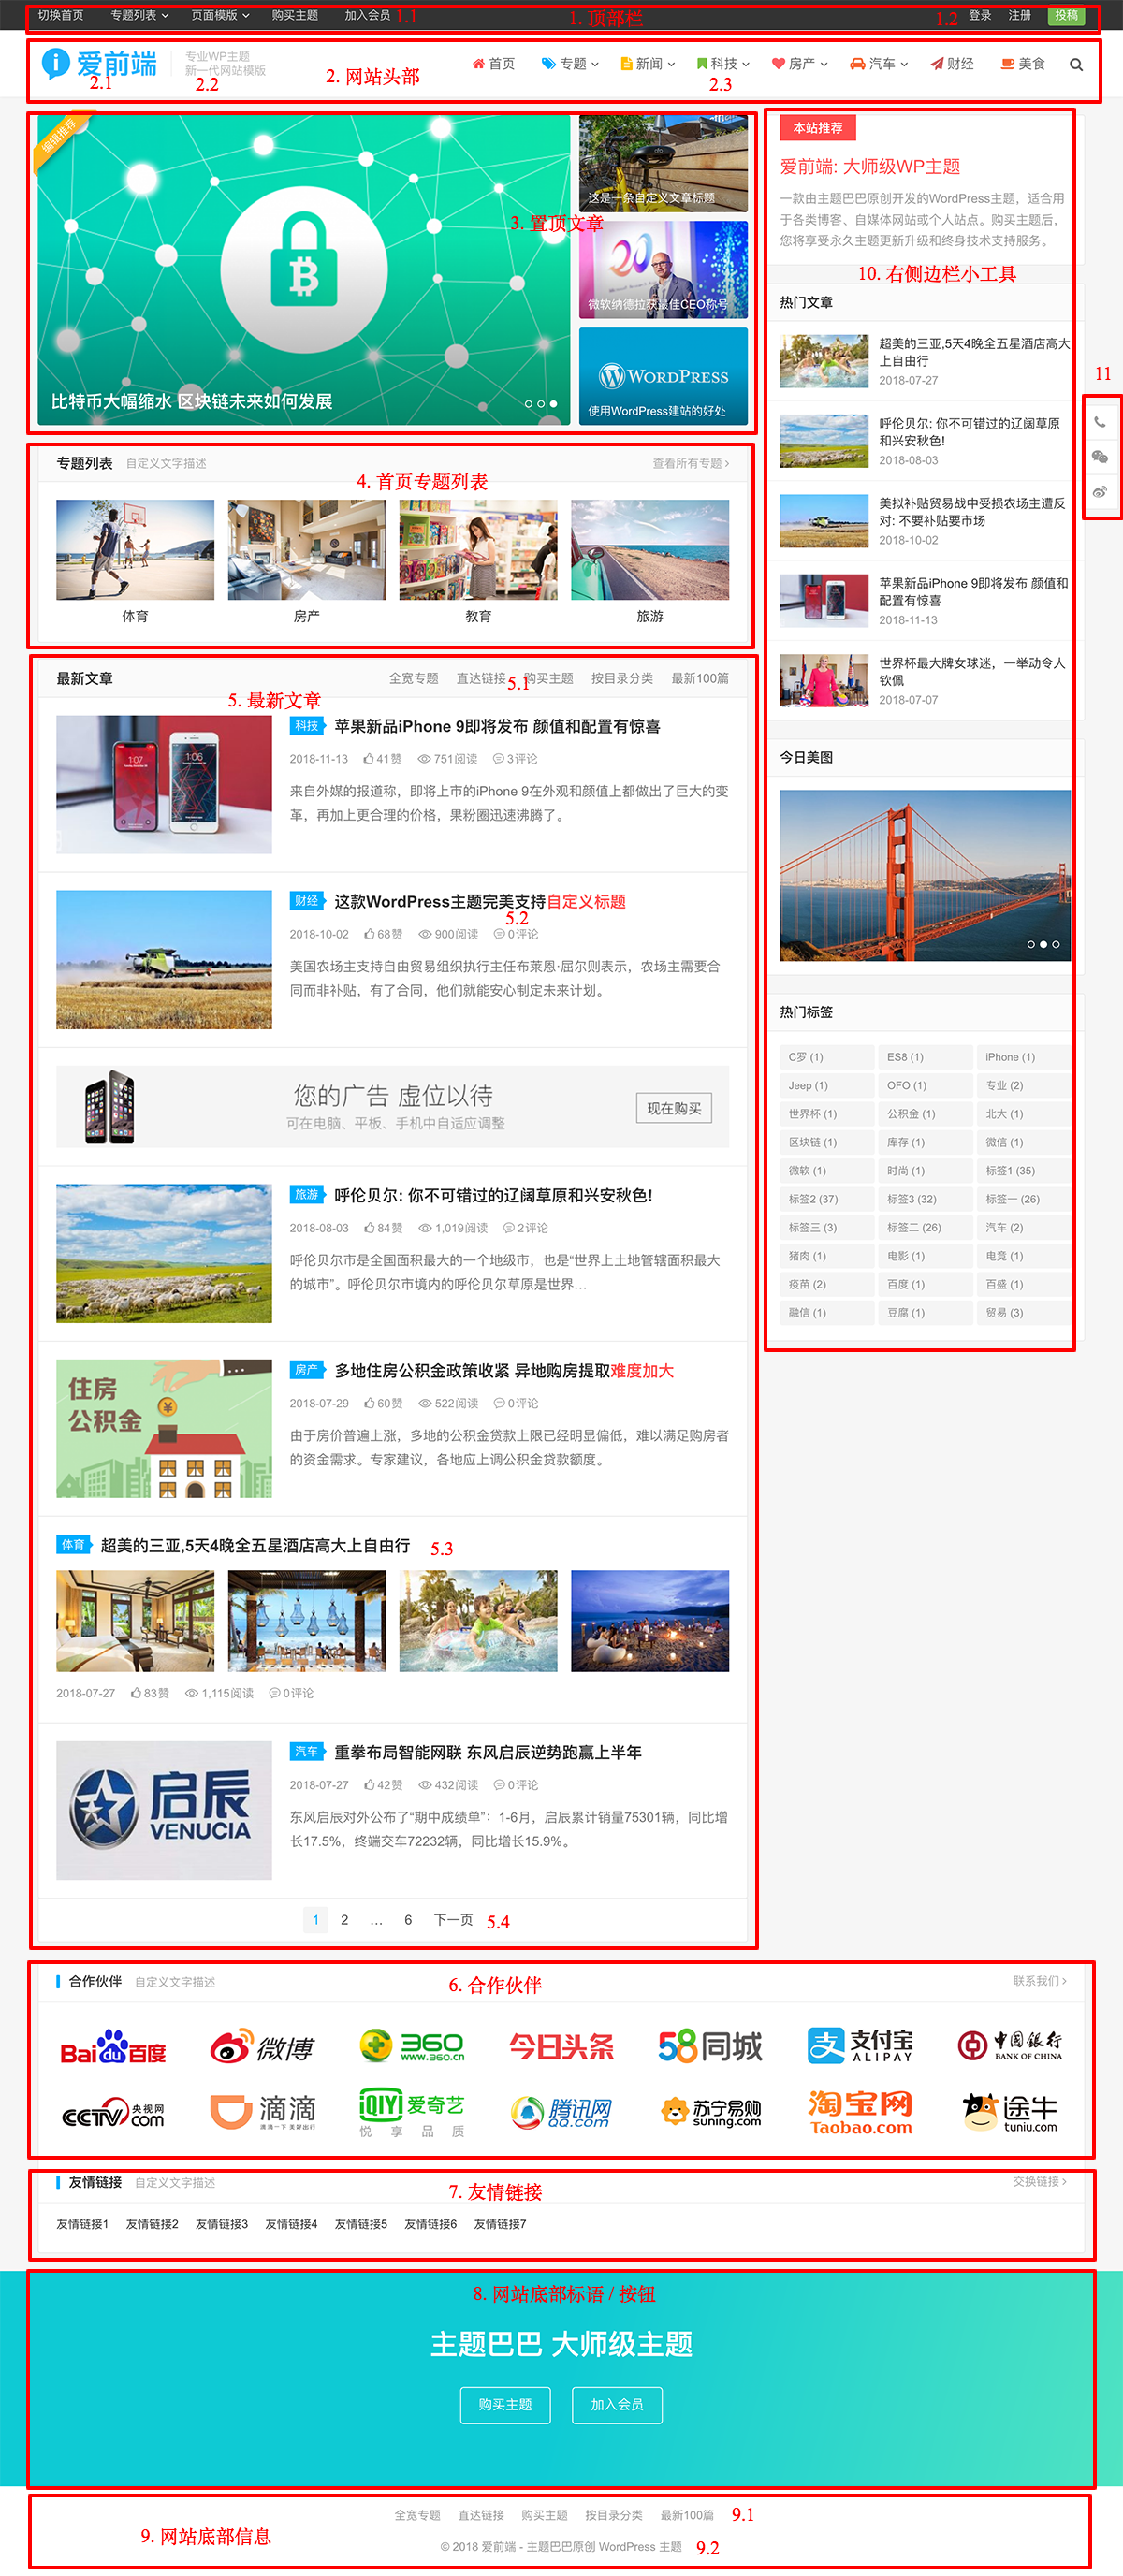 切换首页 专题列表 页面模版 购买主题 加入会员 1.1 1. 顶部栏 1.2 登录 注册 投稿
爱前端 专业WP主题
新一代网站模版
2. 网站头部
首页 专题 新闻 科技 房产 汽车 财经 美食
2.1 2.2 2.3
编辑推荐
比特币大幅缩水 区块链未来如何发展
这是一条自定义文章标题
3. 置顶文章
20
微软纳德拉获最佳CEO称号
WORDPRESS
使用WordPress建站的好处
专题列表 自定义文字描述 查看所有专题
4. 首页专题列表
体育 房产 教育 旅游
最新文章 全宽专题 直达链接 购买主题 按目录分类 最新100篇
5.1
5. 最新文章
科技 苹果新品iPhone 9即将发布 颜值和配置有惊喜
2018-11-13 41赞 751阅读 3评论
来自外媒的报道称，即将上市的iPhone 9在外观和颜值上都做出了巨大的变
革，再加上更合理的价格，果粉圈迅速沸腾了。
1:07 1:06
财经 这款WordPress主题完美支持自定义标题
5.2
2018-10-02 68赞 900阅读 0评论
美国农场主支持自由贸易组织执行主任布莱恩·屈尔则表示，农场主需要合
同而非补贴，有了合同，他们就能安心制定未来计划。
您的广告 虚位以待
可在电脑、平板、手机中自适应调整
现在购买
旅游 呼伦贝尔: 你不可错过的辽阔草原和兴安秋色!
2018-08-03 84赞 1,019阅读 2评论
呼伦贝尔市是全国面积最大的一个地级市，也是“世界上土地管辖面积最大
的城市”。呼伦贝尔市境内的呼伦贝尔草原是世界…
住房
公积金
房产 多地住房公积金政策收紧 异地购房提取难度加大
2018-07-29 60赞 522阅读 0评论
由于房价普遍上涨，多地的公积金贷款上限已经明显偏低，难以满足购房者
的资金需求。专家建议，各地应上调公积金贷款额度。
体育 超美的三亚,5天4晚全五星酒店高大上自由行
5.3
2018-07-27 83赞 1,115阅读 0评论
启辰
VENUCIA
汽车 重拳布局智能网联 东风启辰逆势跑赢上半年
2018-07-27 42赞 432阅读 0评论
东风启辰对外公布了“期中成绩单”：1-6月，启辰累计销量75301辆，同比增
长17.5%，终端交车72232辆，同比增长15.9%。
1 2 … 6 下一页 5.4
本站推荐
爱前端: 大师级WP主题
一款由主题巴巴原创开发的WordPress主题，适合用
于各类博客、自媒体网站或个人站点。购买主题后，
您将享受永久主题更新升级和终身技术支持服务。
10. 右侧边栏小工具
热门文章
超美的三亚,5天4晚全五星酒店高大
上自由行
2018-07-27
呼伦贝尔: 你不可错过的辽阔草原
和兴安秋色!
2018-08-03
美拟补贴贸易战中受损农场主遭反
对: 不要补贴要市场
2018-10-02
苹果新品iPhone 9即将发布 颜值和
配置有惊喜
2018-11-13
世界杯最大牌女球迷，一举动令人
钦佩
2018-07-07
11
今日美图
热门标签
C罗 (1) ES8 (1) iPhone (1)
Jeep (1) OFO (1) 专业 (2)
世界杯 (1) 公积金 (1) 北大 (1)
区块链 (1) 库存 (1) 微信 (1)
微软 (1) 时尚 (1) 标签1 (35)
标签2 (37) 标签3 (32) 标签一 (26)
标签三 (3) 标签二 (26) 汽车 (2)
猪肉 (1) 电影 (1) 电竞 (1)
疫苗 (2) 百度 (1) 百盛 (1)
融信 (1) 豆腐 (1) 贸易 (3)
合作伙伴 自定义文字描述 联系我们
6. 合作伙伴
Bai du 百度 微博 360 www.360.cn 今日头条 58同城 支付宝 ALIPAY 中国银行 BANK OF CHINA
CCTV.com 央视网 滴滴 滴滴一下 美好出行 iQIYI 爱奇艺 悦享品质 腾讯网 QQ.com 苏宁易购 suning.com 淘宝网 Taobao.com 途牛 tuniu.com
友情链接 自定义文字描述 交换链接
7. 友情链接
友情链接1 友情链接2 友情链接3 友情链接4 友情链接5 友情链接6 友情链接7
8. 网站底部标语 / 按钮
主题巴巴 大师级主题
购买主题 加入会员
全宽专题 直达链接 购买主题 按目录分类 最新100篇 9.1
9. 网站底部信息
© 2018 爱前端 - 主题巴巴原创 WordPress 主题 9.2